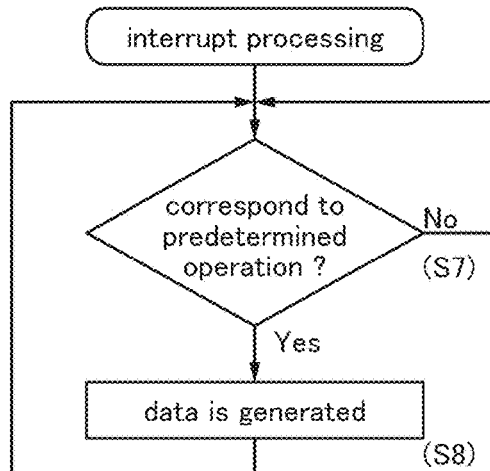 interrupt processing
correspond to
predetermined
operation ?
No
(S7)
Yes
data is generated
(S8)